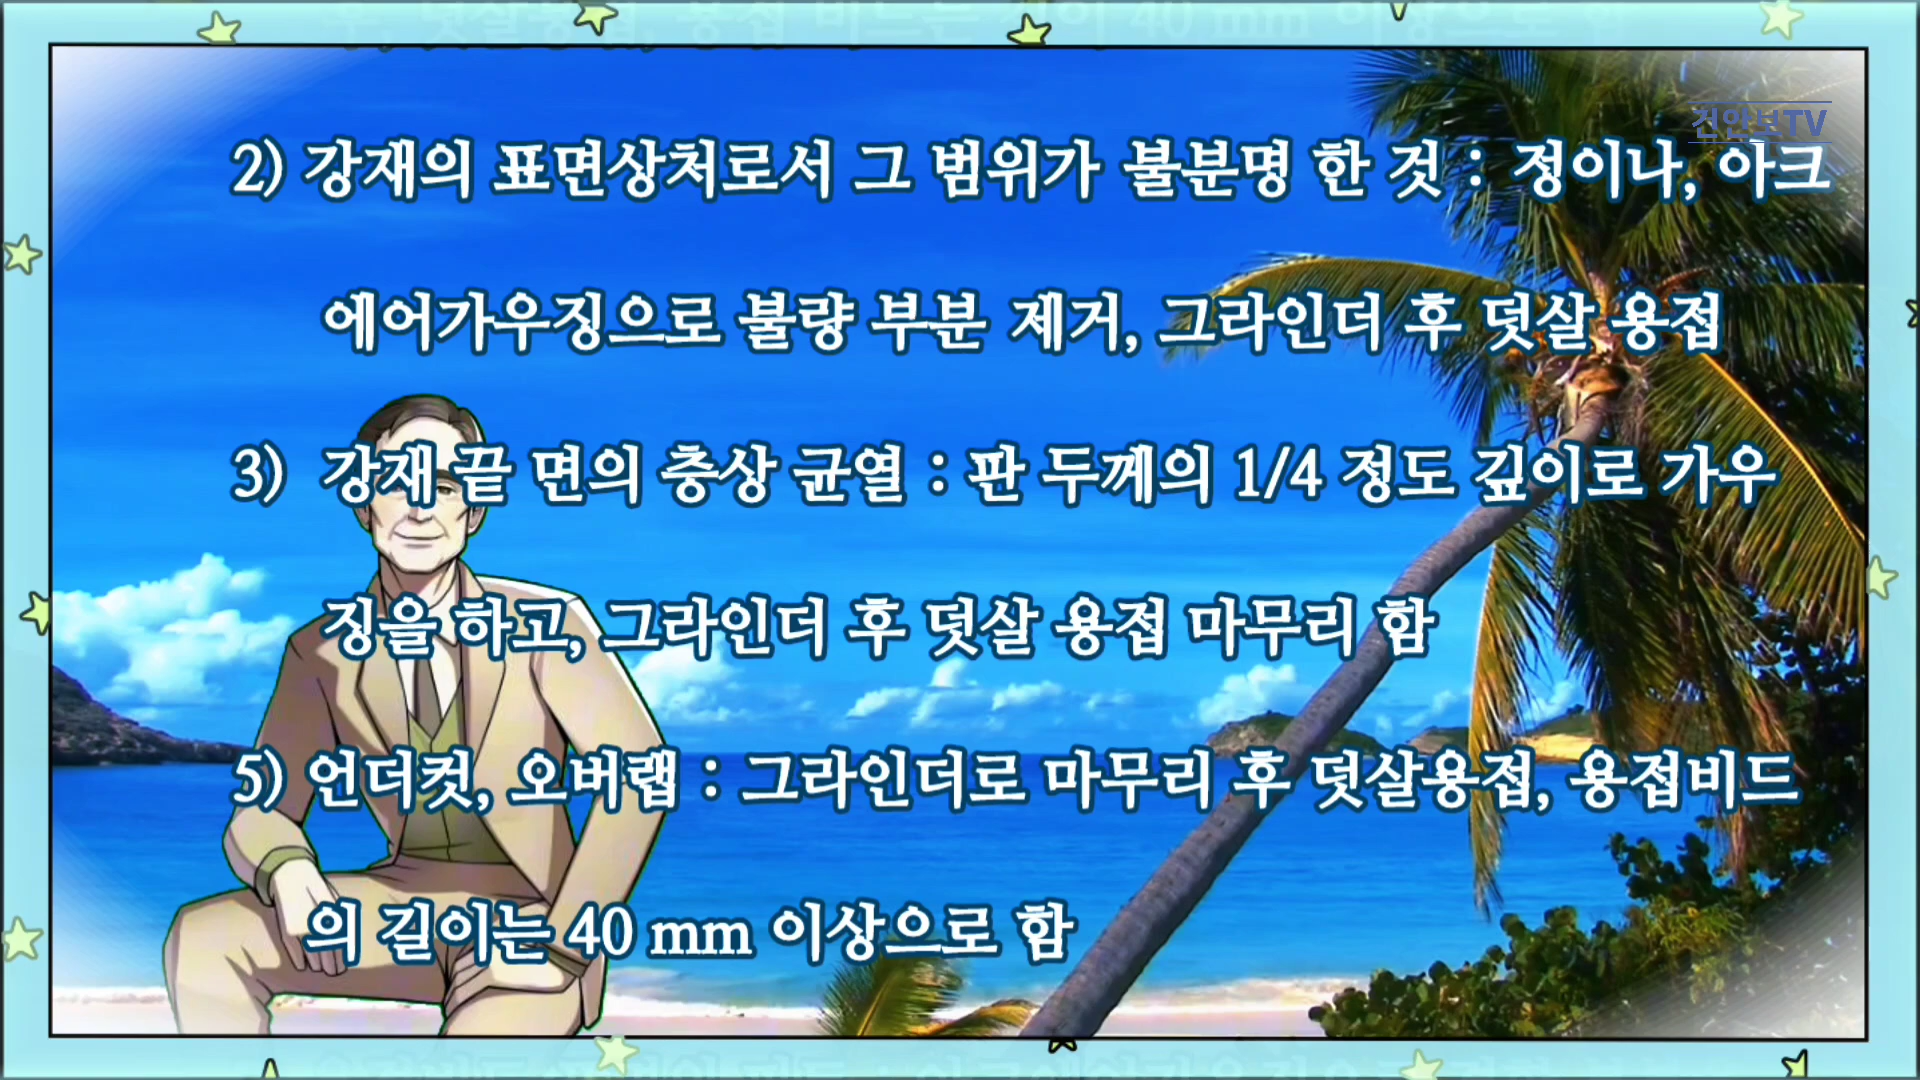 건안보TV
2) 강재의 표면상처로서 그 범위가 불분명 한 것 : 정이나, 아크
에어가우징으로 불량 부분 제거, 그라인더 후 덧살 용접
3) 강재 끝 면의 층상 균열 : 판 두께의 1/4 정도 깊이로 가우
징을 하고, 그라인더 후 덧살 용접 마무리 함
5) 언더컷, 오버랩 : 그라인더로 마무리 후 덧살용접, 용접비드
의 길이는 40 mm 이상으로 함